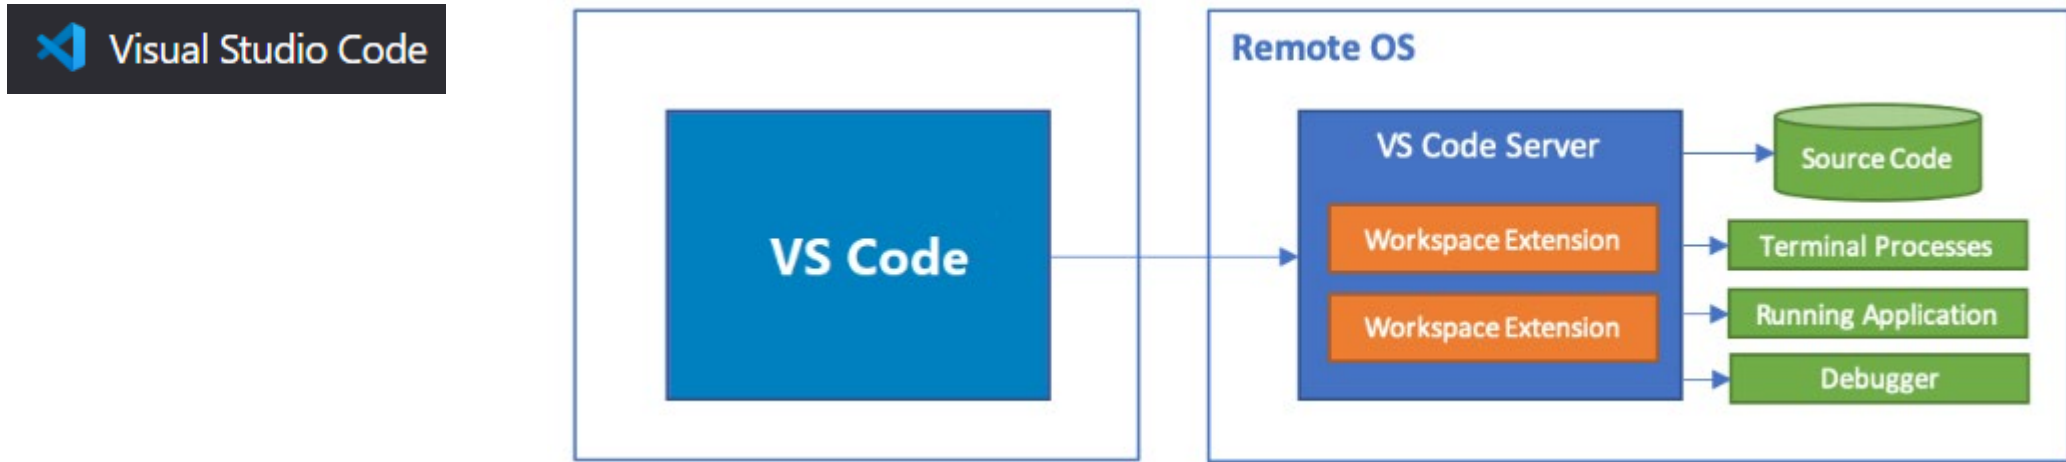 Visual Studio Code
VS Code
Remote OS
VS Code Server
Workspace Extension
Workspace Extension
Source Code
Terminal Processes
Running Application
Debugger